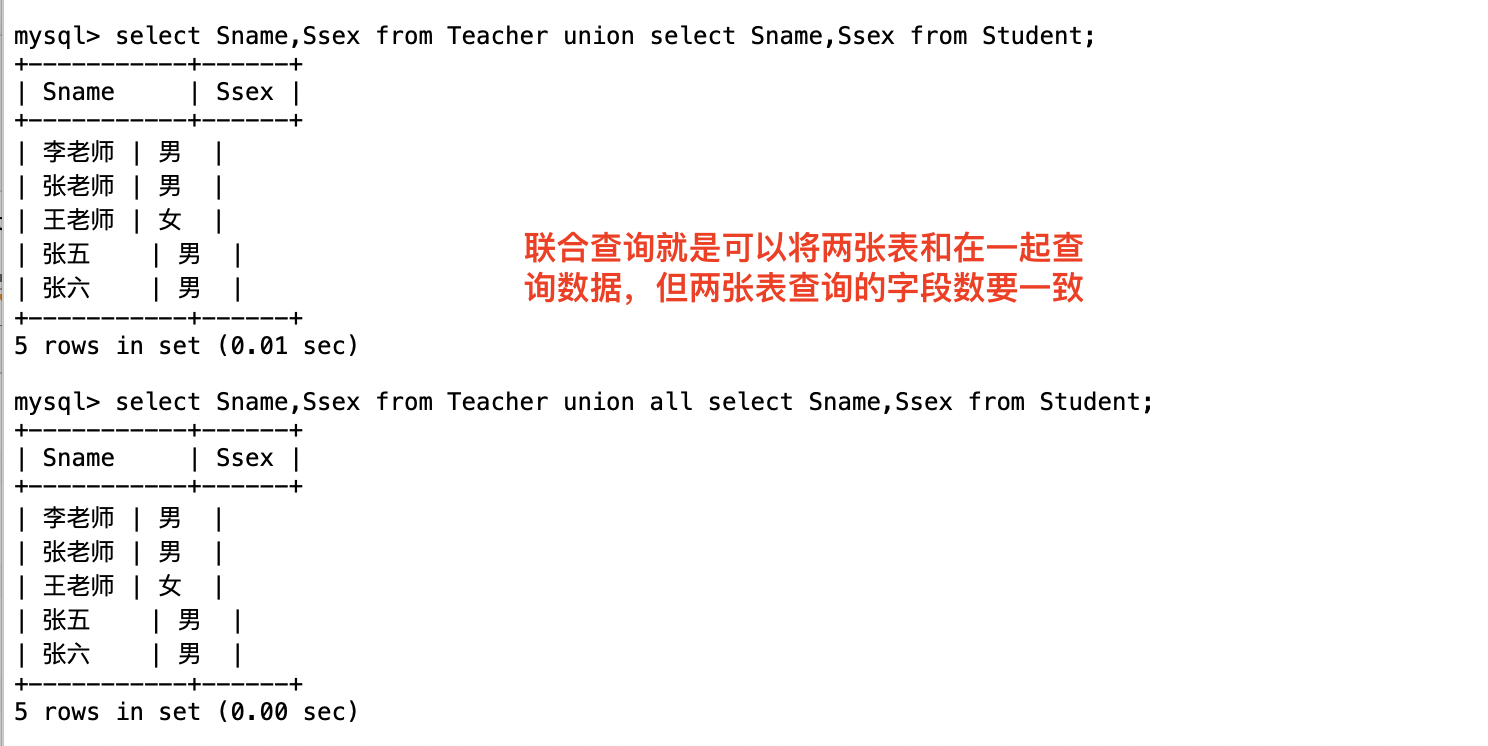 mysql> select Sname,Ssex from Teacher union select Sname,Ssex from Student;
+-----------+------+
| Sname     | Ssex |
+-----------+------+
| 李老师 | 男  |
| 张老师 | 男  |
| 王老师 | 女  |
| 张五    | 男  |
| 张六    | 男  |
+-----------+------+
5 rows in set (0.01 sec)
联合查询就是可以将两张表和在一起查
询数据，但两张表查询的字段数要一致
mysql> select Sname,Ssex from Teacher union all select Sname,Ssex from Student;
+-----------+------+
| Sname     | Ssex |
+-----------+------+
| 李老师 | 男  |
| 张老师 | 男  |
| 王老师 | 女  |
| 张五    | 男  |
| 张六    | 男  |
+-----------+------+
5 rows in set (0.00 sec)